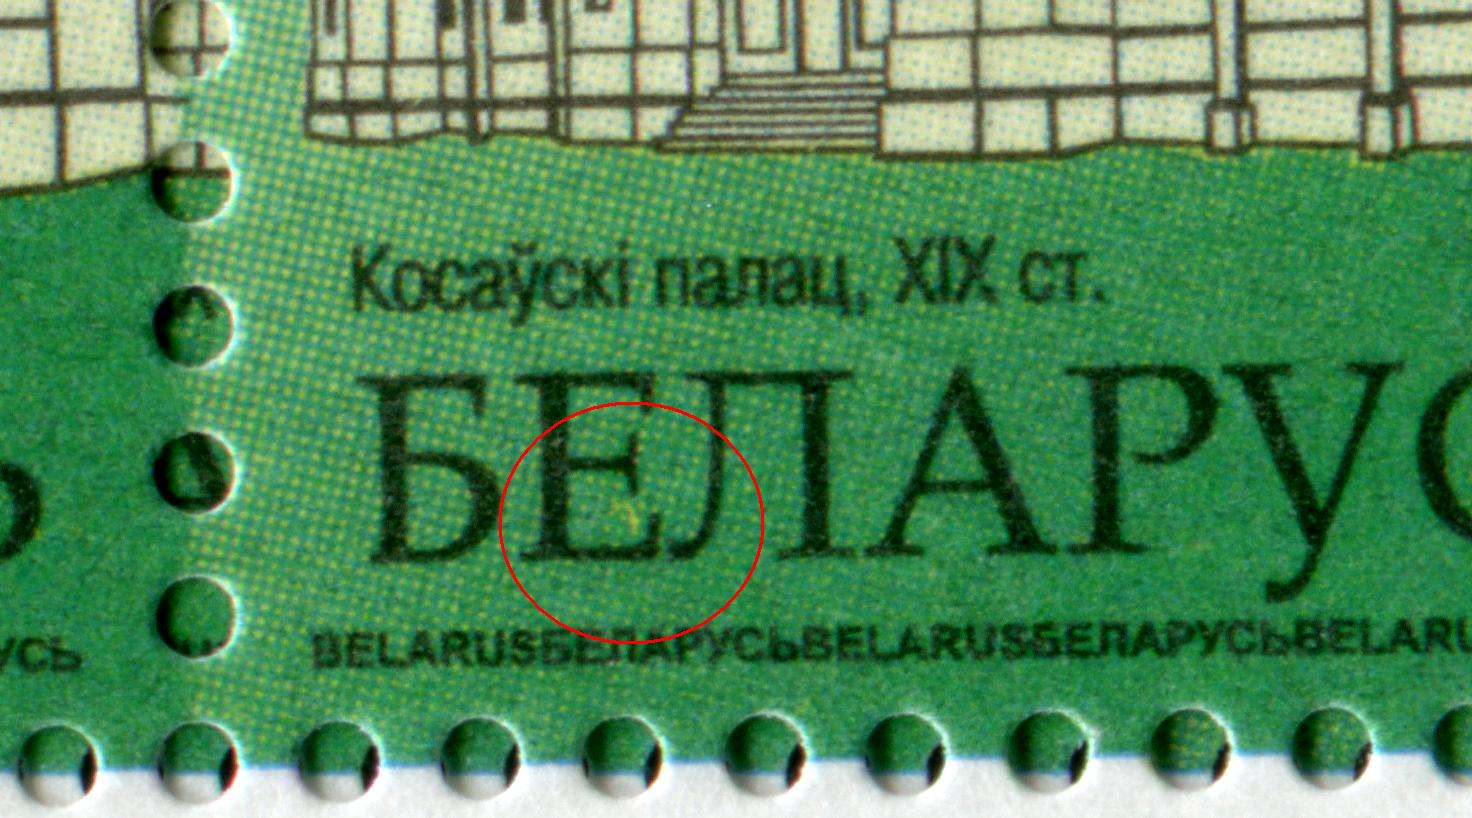 Косаўскі палац, XIX ст.
БЕЛАРУС
BELARUSБЕЛАРУСЬBELARUSБЕЛАРУСЬBELARU